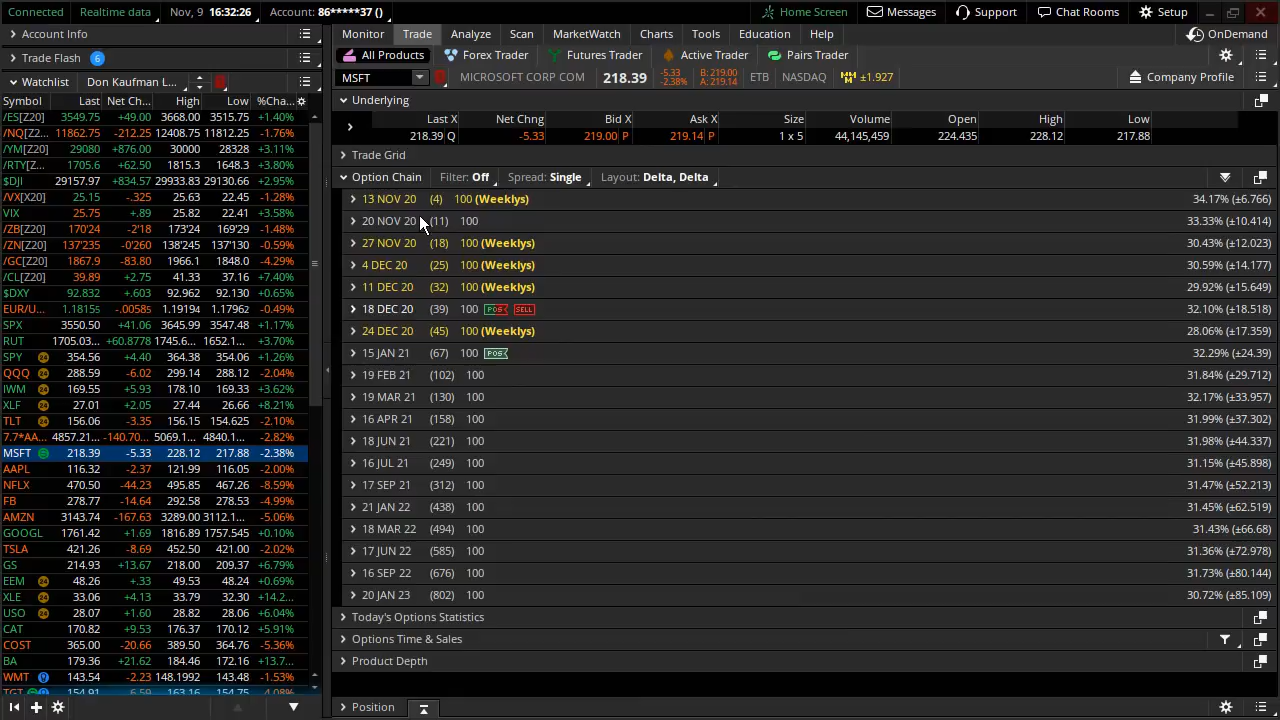 Connected Realtime data Nov, 9 16:32:26 Account: 86*****37 () Home Screen Messages Support Chat Rooms Setup
Account Info Monitor Trade Analyze Scan MarketWatch Charts Tools Education Help OnDemand
Trade Flash 6 All Products Forex Trader Futures Trader Active Trader Pairs Trader
Watchlist Don Kaufman L... MSFT MICROSOFT CORP COM 218.39 -5.33 -2.38% B: 219.00 A: 219.14 ETB NASDAQ ±1.927 Company Profile
Symbol Last Net Ch... High Low %Cha...
/ES[Z20] 3549.75 +49.00 3668.00 3515.75 +1.40%
/NQ[Z2... 11862.75 -212.25 12408.75 11812.25 -1.76%
/YM[Z20] 29080 +876.00 30000 28328 +3.11%
/RTY[Z... 1705.6 +62.50 1815.3 1648.3 +3.80%
$DJI 29157.97 +834.57 29933.83 29130.66 +2.95%
/VX[X20] 25.15 -.325 25.63 22.45 -1.28%
VIX 25.75 +.89 25.82 22.41 +3.58%
/ZB[Z20] 170'24 -2'18 173'24 169'29 -1.48%
/ZN[Z20] 137'235 -0'260 138'245 137'130 -0.59%
/GC[Z20] 1867.9 -83.80 1966.1 1848.0 -4.29%
/CL[Z20] 39.89 +2.75 41.33 37.16 +7.40%
$DXY 92.832 +.603 92.962 92.130 +0.65%
EUR/U... 1.18155 -.00585 1.19194 1.17962 -0.49%
SPX 3550.50 +41.06 3645.99 3547.48 +1.17%
RUT 1705.03... +60.8778 1745.6... 1652.1... +3.70%
SPY 24 354.56 +4.40 364.38 354.06 +1.26%
QQQ 24 288.59 -6.02 299.14 288.12 -2.04%
IWM 24 169.55 +5.93 178.10 169.33 +3.62%
XLF 24 27.01 +2.05 27.44 26.66 +8.21%
TLT 24 156.06 -3.35 156.15 154.625 -2.10%
7.7*AA... 4857.21... -140.70... 5069.1... 4840.1... -2.82%
MSFT 218.39 -5.33 228.12 217.88 -2.38%
AAPL 116.32 -2.37 121.99 116.05 -2.00%
NFLX 470.50 -44.23 495.85 467.26 -8.59%
FB 278.77 -14.64 292.58 278.53 -4.99%
AMZN 3143.74 -167.63 3289.00 3112.1... -5.06%
GOOGL 1761.42 +1.69 1816.89 1757.545 +0.10%
TSLA 421.26 -8.69 452.50 421.00 -2.02%
GS 214.93 +13.67 218.00 209.37 +6.79%
EEM 24 48.26 +.33 49.53 48.24 +0.69%
XLE 24 33.06 +4.13 33.79 32.30 +14.2...
USO 24 28.07 +1.60 28.82 28.06 +6.04%
CAT 170.82 +9.53 176.37 170.12 +5.91%
COST 365.00 -20.66 389.50 364.76 -5.36%
BA 179.36 +21.62 184.46 172.16 +13.7...
WMT 143.54 -2.23 148.1992 143.48 -1.53%
TGT 154.91 -6.59 163.16 154.75 -4.08%
Underlying
Last X Net Chng Bid X Ask X Size Volume Open High Low
218.39 Q -5.33 219.00 P 219.14 P 1 x 5 44,145,459 224.435 228.12 217.88
Trade Grid
Option Chain Filter: Off Spread: Single Layout: Delta, Delta
13 NOV 20 (4) 100 (Weeklys) 34.17% (±6.766)
20 NOV 20 (11) 100 33.33% (±10.414)
27 NOV 20 (18) 100 (Weeklys) 30.43% (±12.023)
4 DEC 20 (25) 100 (Weeklys) 30.59% (±14.177)
11 DEC 20 (32) 100 (Weeklys) 29.92% (±15.649)
18 DEC 20 (39) 100 POS SELL 32.10% (±18.518)
24 DEC 20 (45) 100 (Weeklys) 28.06% (±17.359)
15 JAN 21 (67) 100 POS 32.29% (±24.39)
19 FEB 21 (102) 100 31.84% (±29.712)
19 MAR 21 (130) 100 32.17% (±33.957)
16 APR 21 (158) 100 31.99% (±37.302)
18 JUN 21 (221) 100 31.98% (±44.337)
16 JUL 21 (249) 100 31.15% (±45.898)
17 SEP 21 (312) 100 31.47% (±52.213)
21 JAN 22 (438) 100 31.45% (±62.519)
18 MAR 22 (494) 100 31.43% (±66.68)
17 JUN 22 (585) 100 31.36% (±72.978)
16 SEP 22 (676) 100 31.73% (±80.144)
20 JAN 23 (802) 100 30.72% (±85.109)
Today's Options Statistics
Options Time & Sales
Product Depth
Position